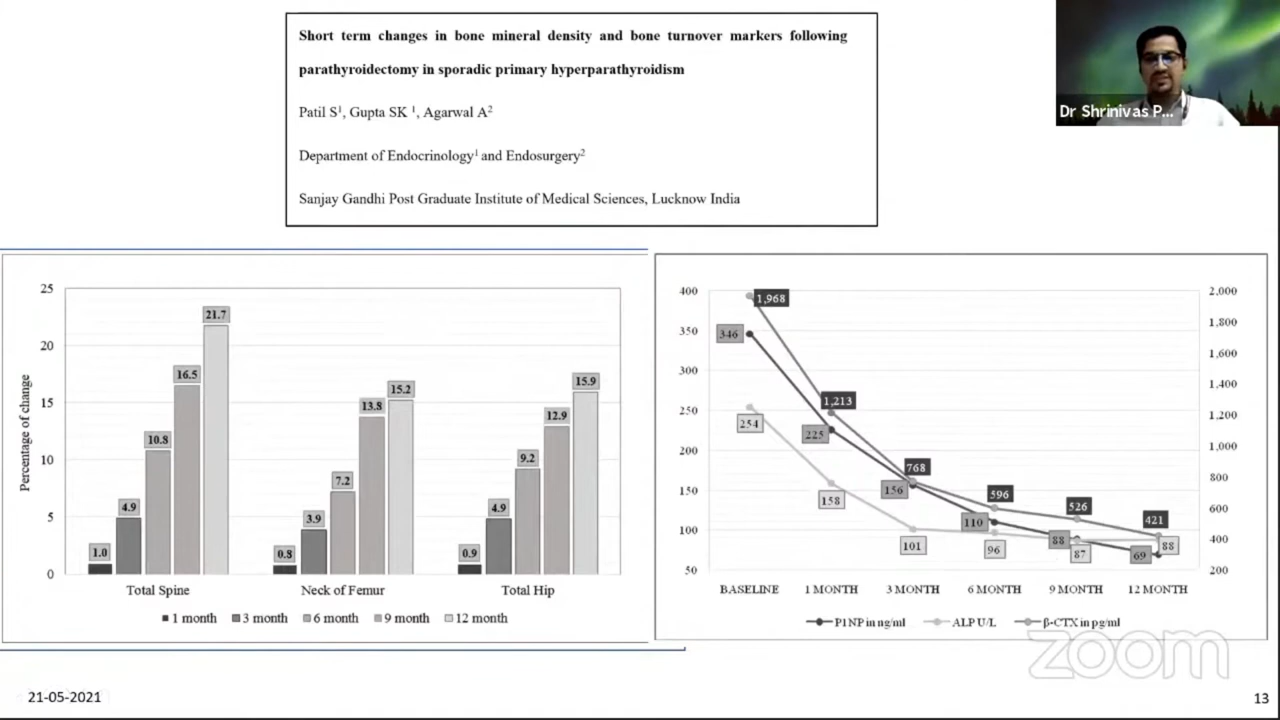 Short term changes in bone mineral density and bone turnover markers following
parathyroidectomy in sporadic primary hyperparathyroidism
Patil S¹, Gupta SK ¹, Agarwal A²
Department of Endocrinology¹ and Endosurgery²
Sanjay Gandhi Post Graduate Institute of Medical Sciences, Lucknow India
Dr Shrinivas P...
Percentage of change
25
20
15
10
5
0
1.0 4.9 10.8 16.5 21.7
0.8 3.9 7.2 13.8 15.2
0.9 4.9 9.2 12.9 15.9
Total Spine Neck of Femur Total Hip
1 month 3 month 6 month 9 month 12 month
400 2,000
350 1,800
300 1,600
250 1,400
200 1,200
150 1,000
100 800
50 600
400
200
1,968 1,213 768 596 526 421
346 225 156 110 88 69
254 158 101 96 87 88
BASELINE 1 MONTH 3 MONTH 6 MONTH 9 MONTH 12 MONTH
P1NP in ng/ml ALP U/L β-CTX in pg/ml
zoom
21-05-2021
13